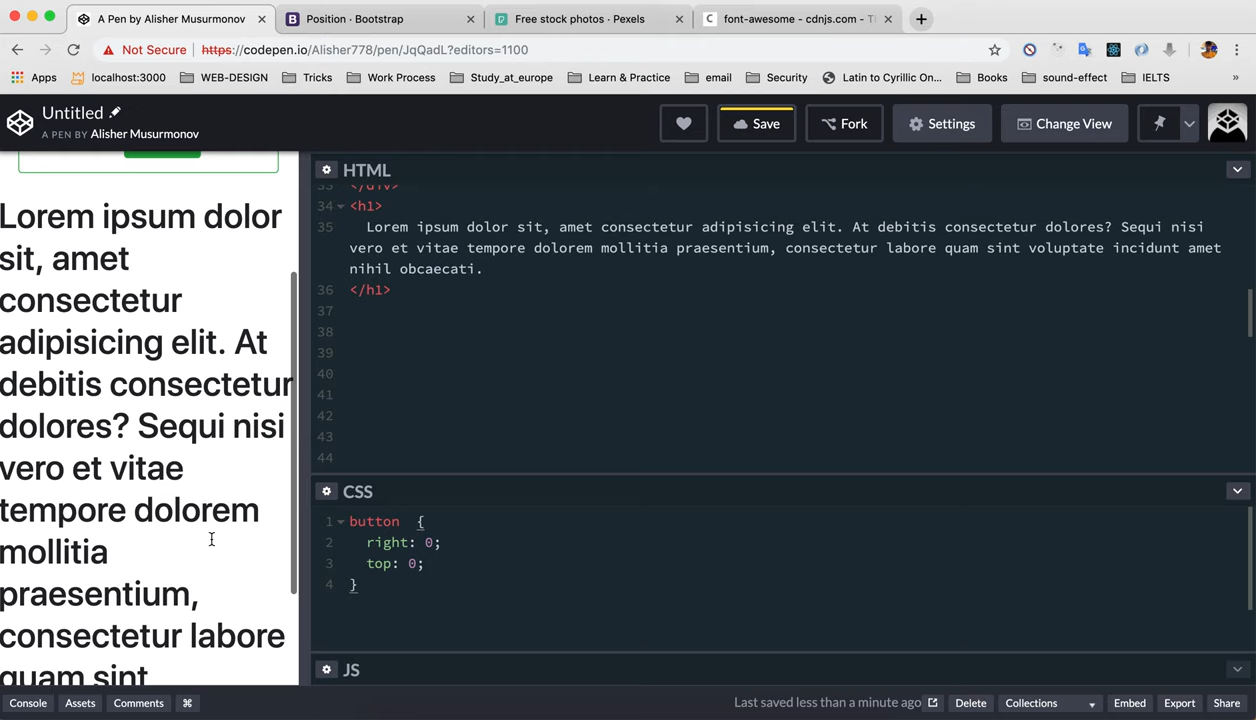 A Pen by Alisher Musurmonov
B Position · Bootstrap
Free stock photos · Pexels
C font-awesome - cdnjs.com - Th
Not Secure https://codepen.io/Alisher778/pen/JqQadL?editors=1100
Apps localhost:3000 WEB-DESIGN Tricks Work Process Study_at_europe Learn & Practice email Security Latin to Cyrillic On... Books sound-effect IELTS »
Untitled
A PEN BY Alisher Musurmonov
Save Fork Settings Change View
Lorem ipsum dolor
sit, amet
consectetur
adipisicing elit. At
debitis consectetur
dolores? Sequi nisi
vero et vitae
tempore dolorem
mollitia
praesentium,
consectetur labore
quam sint
HTML
33 </div>
34 <h1>
35 Lorem ipsum dolor sit, amet consectetur adipisicing elit. At debitis consectetur dolores? Sequi nisi
vero et vitae tempore dolorem mollitia praesentium, consectetur labore quam sint voluptate incidunt amet
nihil obcaecati.
36 </h1>
37
38
39
40
41
42
43
44
CSS
1 button {
2 right: 0;
3 top: 0;
4 }
JS
Console Assets Comments ⌘ Last saved less than a minute ago Delete Collections Embed Export Share